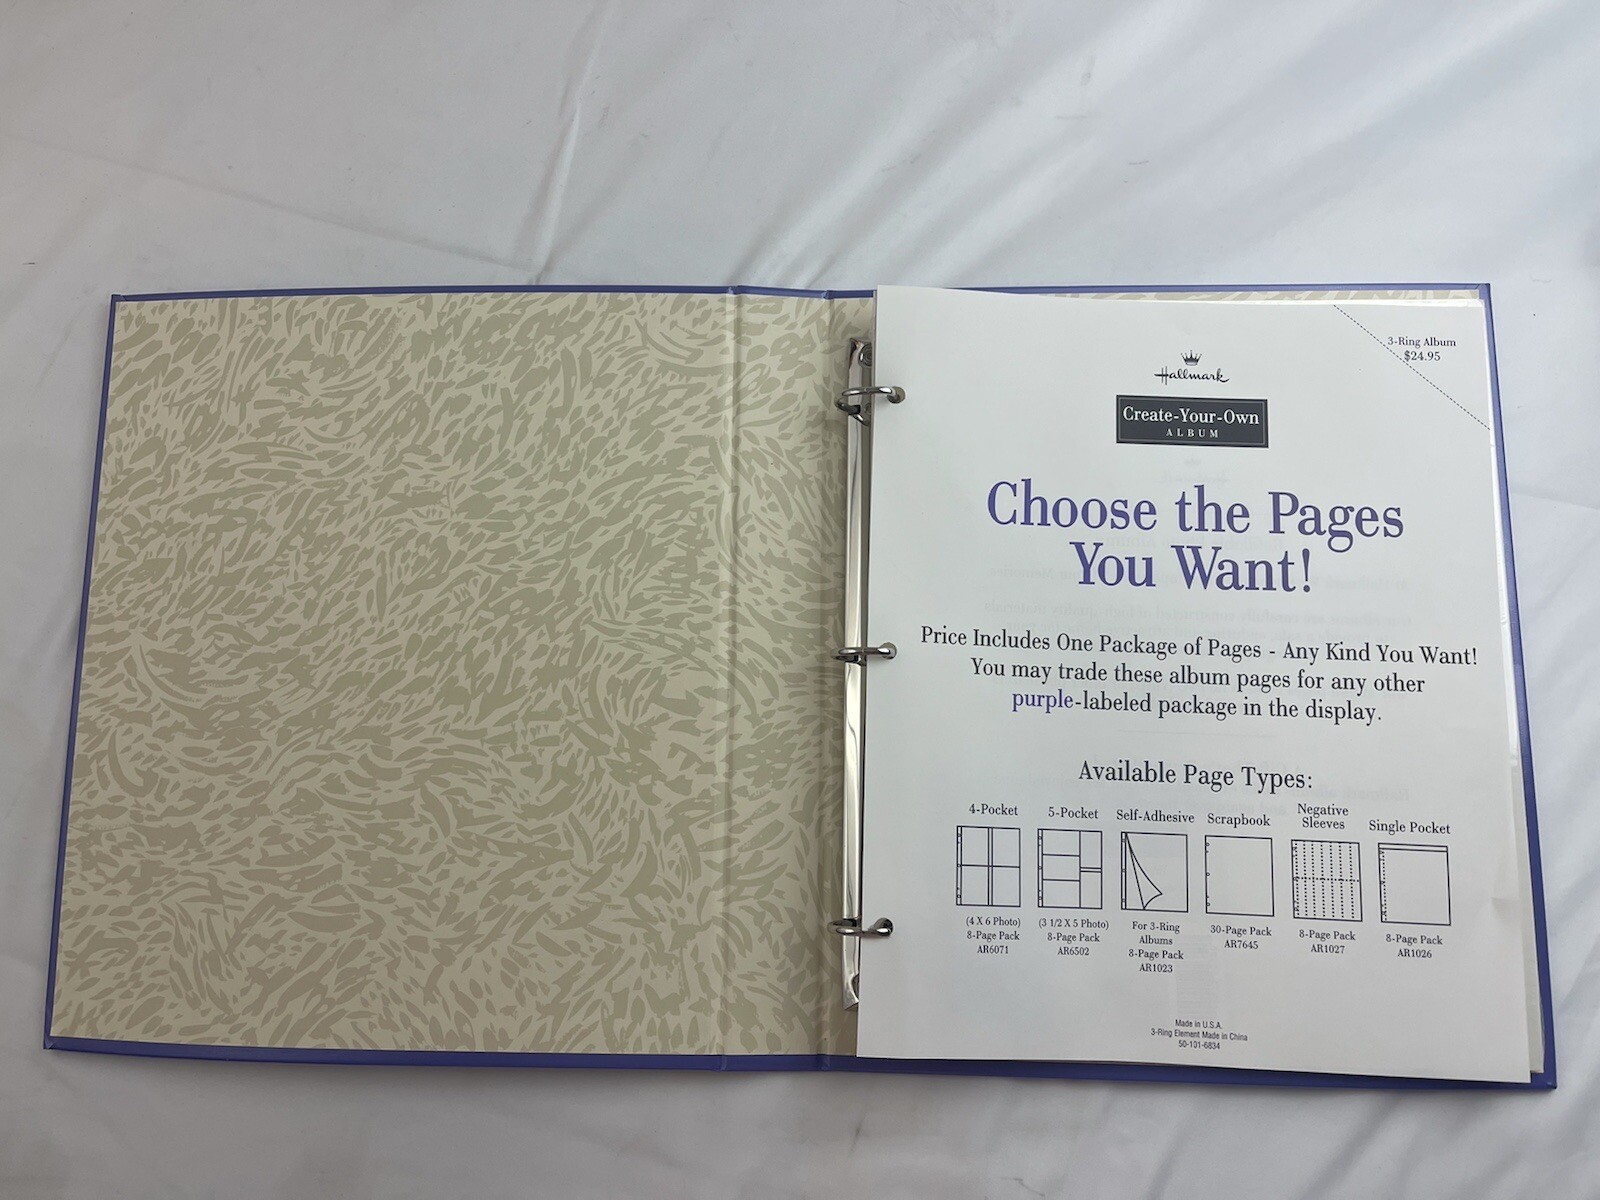 3-Ring Album
$24.95
Hallmark
Create-Your-Own
ALBUM
Choose the Pages
You Want!
Price Includes One Package of Pages - Any Kind You Want!
You may trade these album pages for any other
purple-labeled package in the display.
Available Page Types:
4-Pocket
(4 X 6 Photo)
8-Page Pack
AR6071
5-Pocket
(3 1/2 X 5 Photo)
8-Page Pack
AR6502
Self-Adhesive
For 3-Ring
Albums
8-Page Pack
AR1023
Scrapbook
30-Page Pack
AR7645
Negative
Sleeves
8-Page Pack
AR1027
Single Pocket
8-Page Pack
AR1026
Made in U.S.A.
3-Ring Element Made in China
50-101-6834